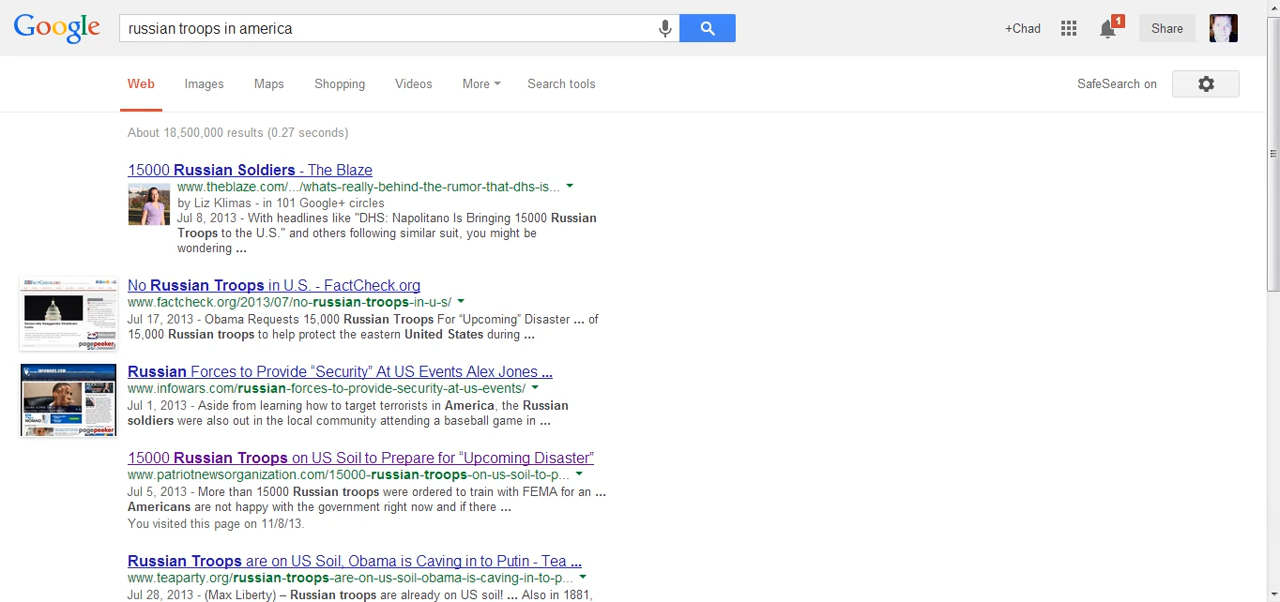 Google
russian troops in america
+Chad
1
Share
Web Images Maps Shopping Videos More Search tools
SafeSearch on
About 18,500,000 results (0.27 seconds)
15000 Russian Soldiers - The Blaze
www.theblaze.com/.../whats-really-behind-the-rumor-that-dhs-is...
by Liz Klimas - in 101 Google+ circles
Jul 8, 2013 - With headlines like "DHS: Napolitano Is Bringing 15000 Russian
Troops to the U.S." and others following similar suit, you might be
wondering ...
No Russian Troops in U.S. - FactCheck.org
www.factcheck.org/2013/07/no-russian-troops-in-u-s/
Jul 17, 2013 - Obama Requests 15,000 Russian Troops For “Upcoming” Disaster ... of
15,000 Russian troops to help protect the eastern United States during ...
pagepeeker
Russian Forces to Provide “Security” At US Events Alex Jones ...
www.infowars.com/russian-forces-to-provide-security-at-us-events/
Jul 1, 2013 - Aside from learning how to target terrorists in America, the Russian
soldiers were also out in the local community attending a baseball game in ...
pagepeeker
15000 Russian Troops on US Soil to Prepare for “Upcoming Disaster”
www.patriotnewsorganization.com/15000-russian-troops-on-us-soil-to-p...
Jul 5, 2013 - More than 15000 Russian troops were ordered to train with FEMA for an ...
Americans are not happy with the government right now and if there ...
You visited this page on 11/8/13.
Russian Troops are on US Soil, Obama is Caving in to Putin - Tea ...
www.teaparty.org/russian-troops-are-on-us-soil-obama-is-caving-in-to-p...
Jul 28, 2013 - (Max Liberty) – Russian troops are already on US soil! ... Also in 1881,